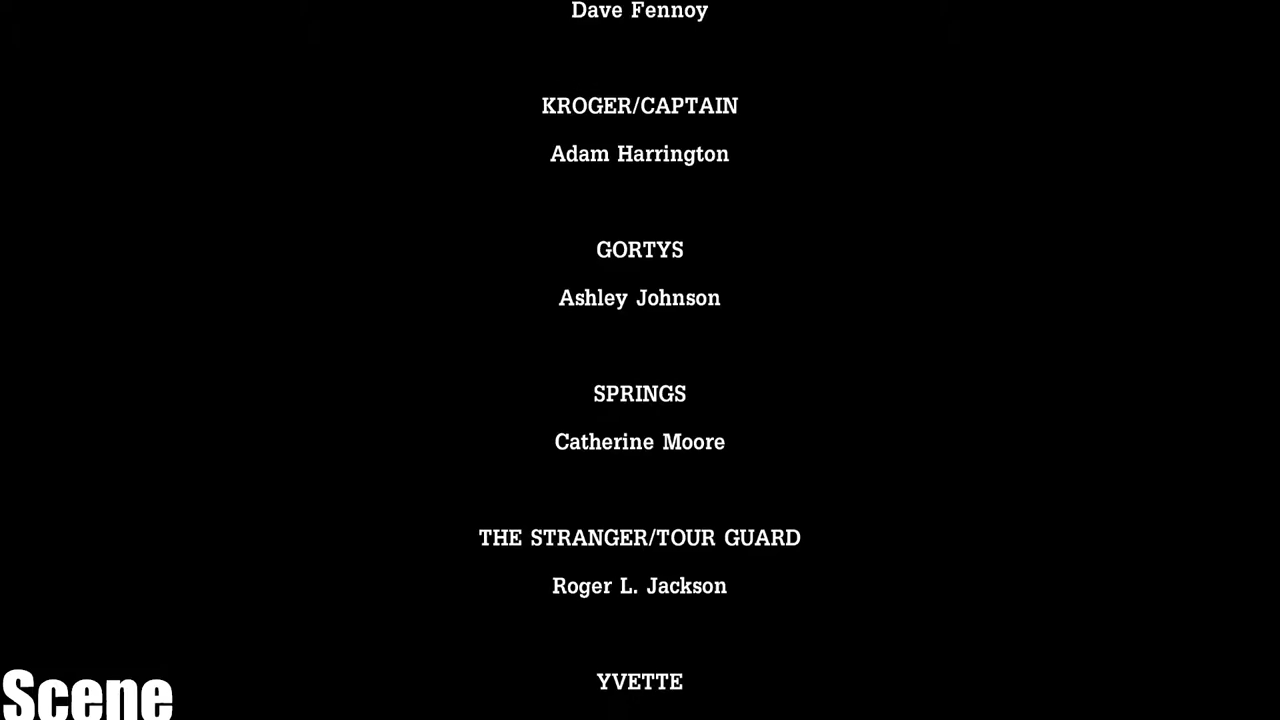 Dave Fennoy
KROGER/CAPTAIN
Adam Harrington
GORTYS
Ashley Johnson
SPRINGS
Catherine Moore
THE STRANGER/TOUR GUARD
Roger L. Jackson
YVETTE
Scene